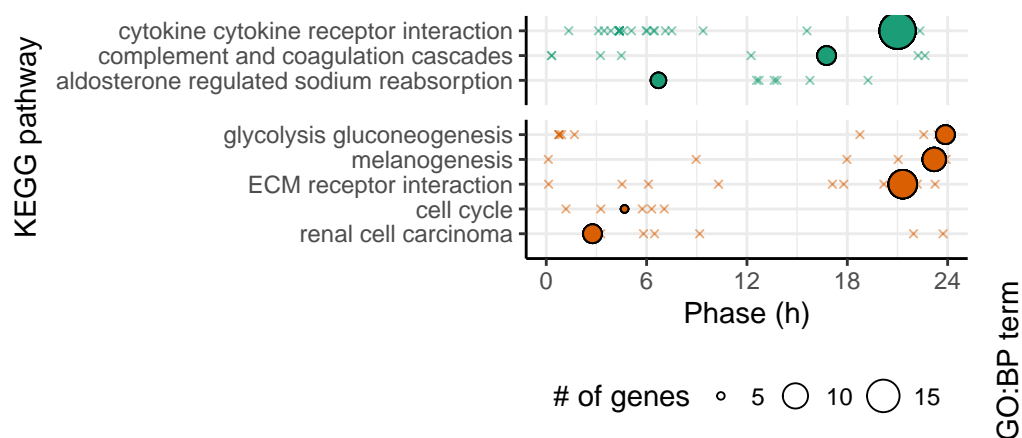 KEGG pathway
cytokine cytokine receptor interaction
complement and coagulation cascades
aldosterone regulated sodium reabsorption
glycolysis gluconeogenesis
melanogenesis
ECM receptor interaction
cell cycle
renal cell carcinoma
0 6 12 18 24
Phase (h)
# of genes 5 10 15
GO:BP term